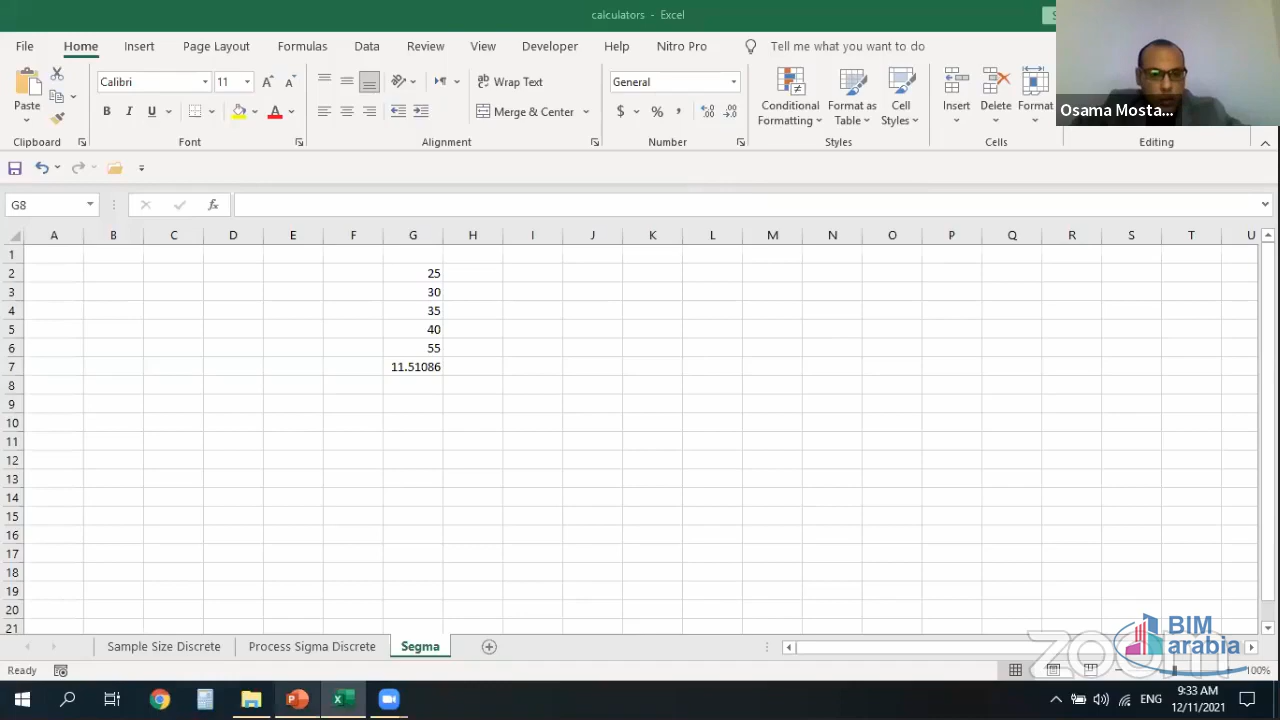 calculators - Excel
File Home Insert Page Layout Formulas Data Review View Developer Help Nitro Pro Tell me what you want to do
Paste
Calibri 11
Wrap Text
General
Conditional Formatting
Format as Table
Cell Styles
Insert Delete Format
Osama Mosta...
B I U
Merge & Center
$ % ,
Clipboard Font Alignment Number Styles Cells Editing
G8
fx
A B C D E F G H I J K L M N O P Q R S T U
1
2 25
3 30
4 35
5 40
6 55
7 11.51086
8
9
10
11
12
13
14
15
16
17
18
19
20
21
Sample Size Discrete Process Sigma Discrete Segma
BIM
arabia
zoom
Ready 100%
ENG 9:33 AM
12/11/2021